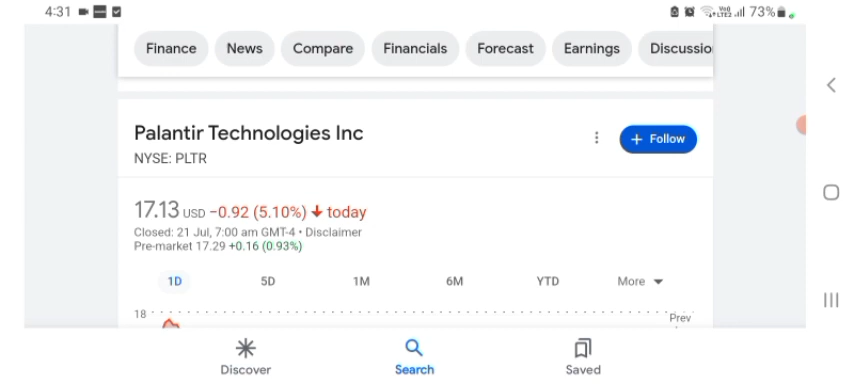 4:31
73%
Finance News Compare Financials Forecast Earnings Discussio
Palantir Technologies Inc
NYSE: PLTR
+ Follow
17.13 USD −0.92 (5.10%) ↓ today
Closed: 21 Jul, 7:00 am GMT-4 • Disclaimer
Pre-market 17.29 +0.16 (0.93%)
1D 5D 1M 6M YTD More
18
Prev
Discover Search Saved